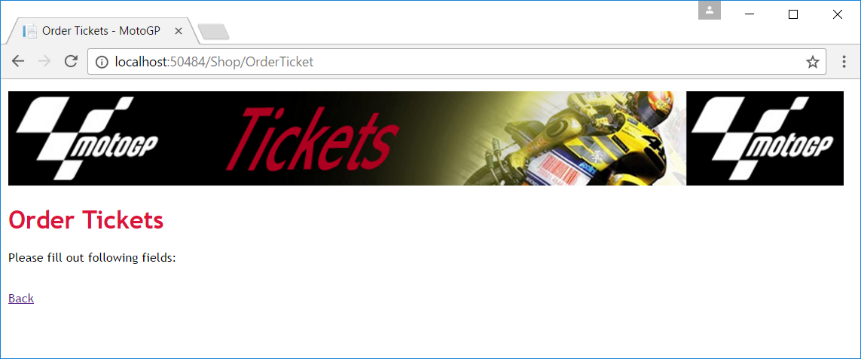 Order Tickets - MotoGP
localhost:50484/Shop/OrderTicket
MOTOGP Tickets MOTOGP
Order Tickets
Please fill out following fields:
Back